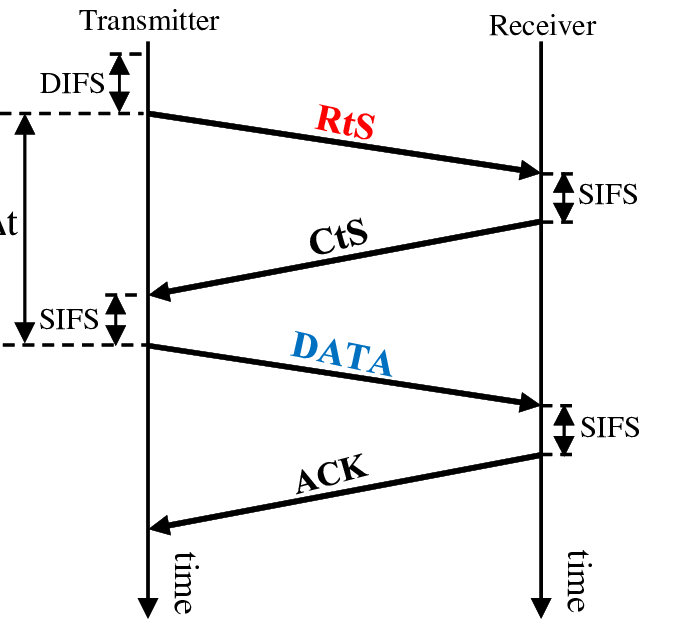 Transmitter
Receiver
DIFS
RtS
SIFS
CtS
SIFS
DATA
SIFS
ACK
time
time